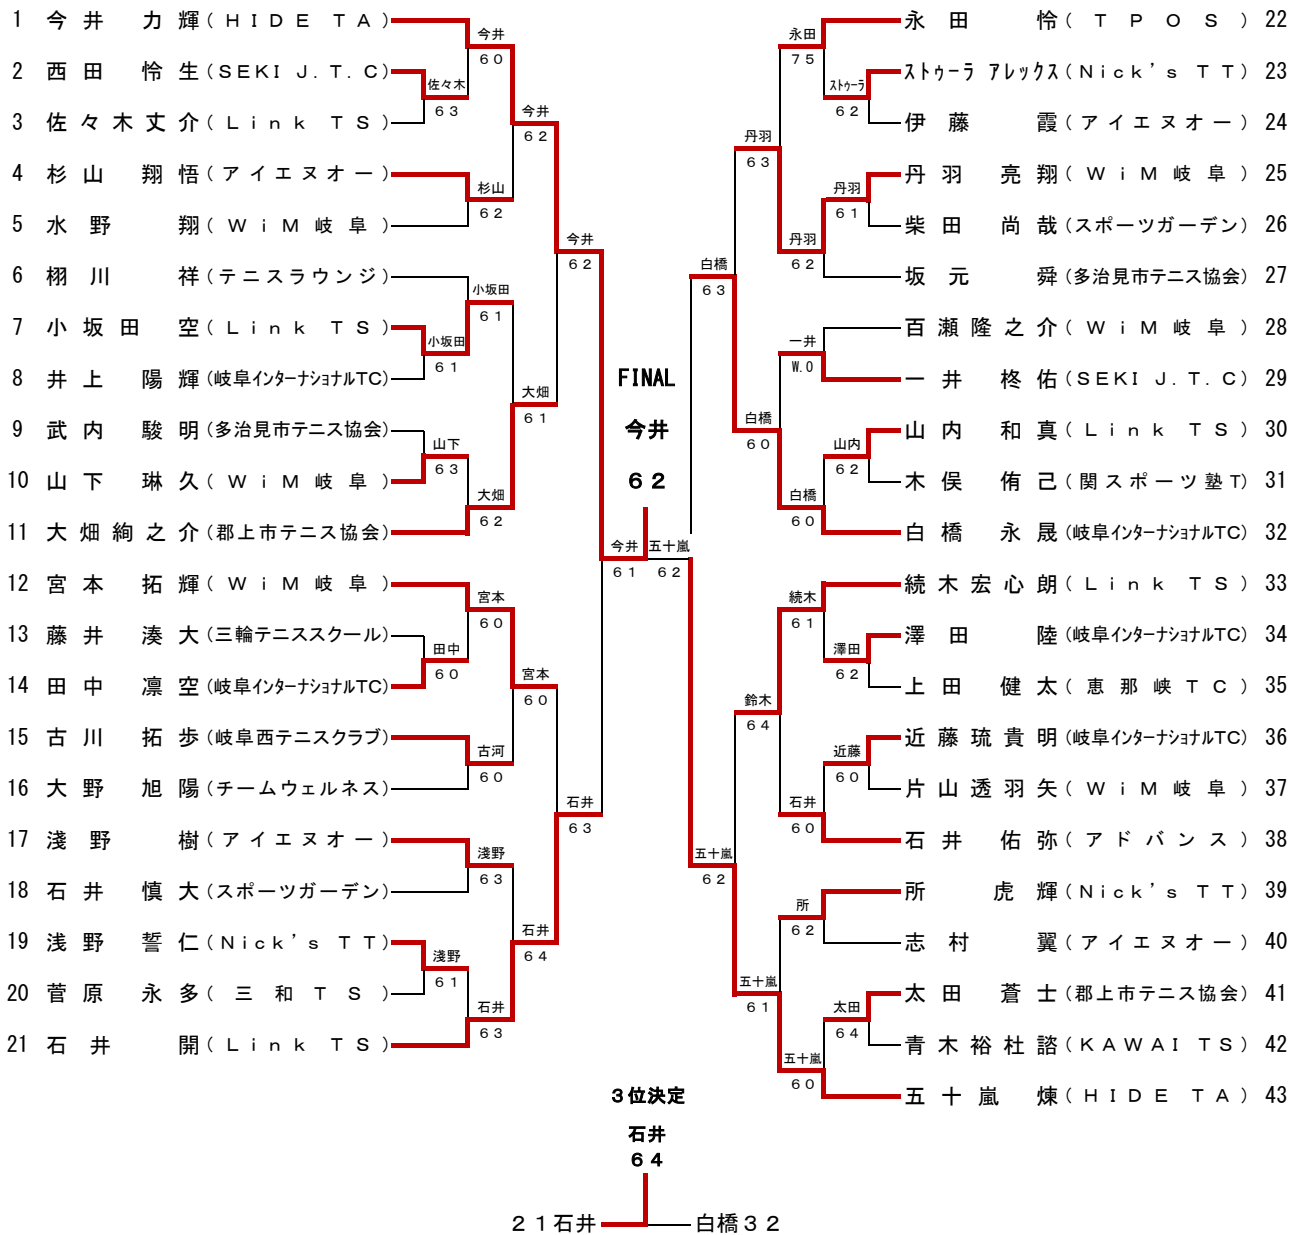 1 今井 力輝(HIDE TA)
2 西田 怜生(SEKI J.T.C)
3 佐々木丈介(Link TS)
4 杉山 翔悟(アイエヌオー)
5 水野 翔(WiM岐阜)
6 栩川 祥(テニスラウンジ)
7 小坂田 空(Link TS)
8 井上 陽輝(岐阜インターナショナルTC)
9 武内 駿明(多治見市テニス協会)
10 山下 琳久(WiM岐阜)
11 大畑絢之介(郡上市テニス協会)
12 宮本 拓輝(WiM岐阜)
13 藤井 湊大(三輪テニススクール)
14 田中 凛空(岐阜インターナショナルTC)
15 古川 拓歩(岐阜西テニスクラブ)
16 大野 旭陽(チームウェルネス)
17 淺野 樹(アイエヌオー)
18 石井 慎大(スポーツガーデン)
19 浅野 誓仁(Nick's TT)
20 菅原 永多(三和TS)
21 石井 開(Link TS)
佐々木
63
小坂田
61
山下
63
田中
60
淺野
61
今井
60
杉山
62
小坂田
61
大畑
62
宮本
60
古河
60
淺野
63
石井
63
今井
62
大畑
61
宮本
60
石井
64
今井
62
石井
63
今井
61
FINAL
今井
62
五十嵐
62
白橋
63
五十嵐
62
丹羽
63
白橋
60
鈴木
64
五十嵐
61
永田
75
丹羽
62
一井
W.O
白橋
60
続木
61
石井
60
所
62
五十嵐
60
ストゥーラ
62
丹羽
61
山内
62
澤田
62
近藤
60
太田
64
永田 怜(TPOS) 22
ストゥーラ アレックス(Nick's TT) 23
伊藤 霞(アイエヌオー) 24
丹羽 亮翔(WiM岐阜) 25
柴田 尚哉(スポーツガーデン) 26
坂元 舜(多治見市テニス協会) 27
百瀬隆之介(WiM岐阜) 28
一井 柊佑(SEKI J.T.C) 29
山内 和真(Link TS) 30
木俣 侑己(関スポーツ塾T) 31
白橋 永晟(岐阜インターナショナルTC) 32
続木宏心朗(Link TS) 33
澤田 陸(岐阜インターナショナルTC) 34
上田 健太(恵那峡TC) 35
近藤琉貴明(岐阜インターナショナルTC) 36
片山透羽矢(WiM岐阜) 37
石井 佑弥(アドバンス) 38
所 虎輝(Nick's TT) 39
志村 翼(アイエヌオー) 40
太田 蒼士(郡上市テニス協会) 41
青木裕杜諮(KAWAI TS) 42
五十嵐 煉(HIDE TA) 43
3位決定
石井
64
21石井
白橋32